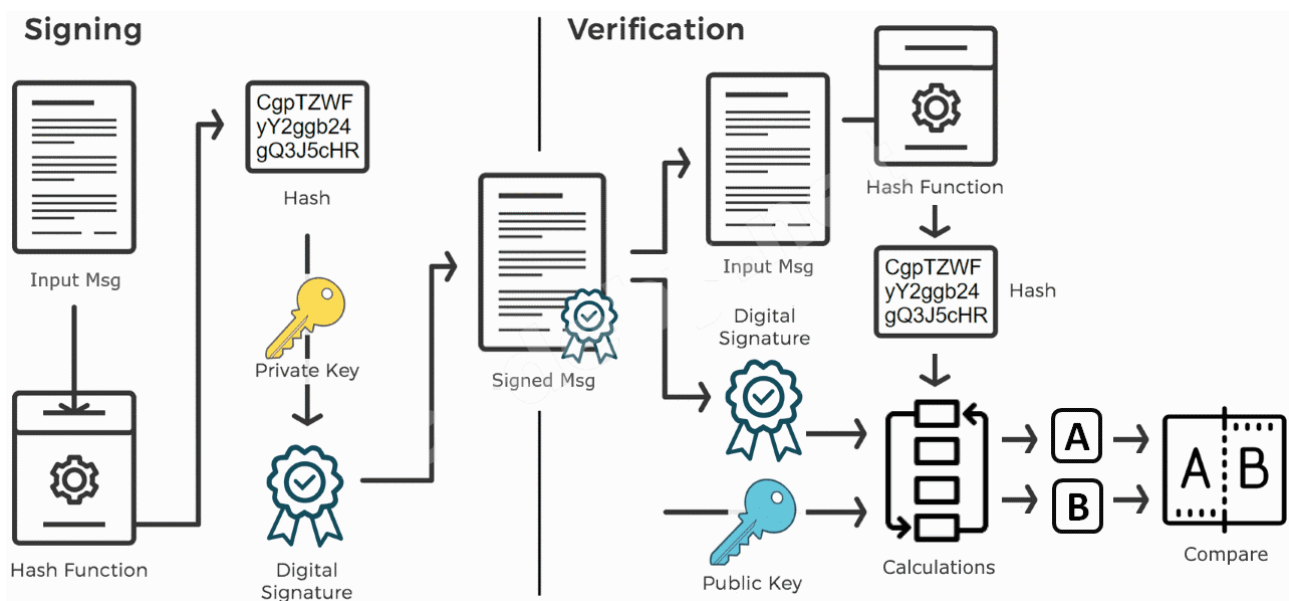 Signing
Input Msg
Hash Function
CgpTZWF
yY2ggb24
gQ3J5cHR
Hash
Private Key
Digital
Signature
Signed Msg
Verification
Input Msg
Hash Function
CgpTZWF
yY2ggb24
gQ3J5cHR
Hash
Digital
Signature
Public Key
Calculations
A
B
A B
Compare